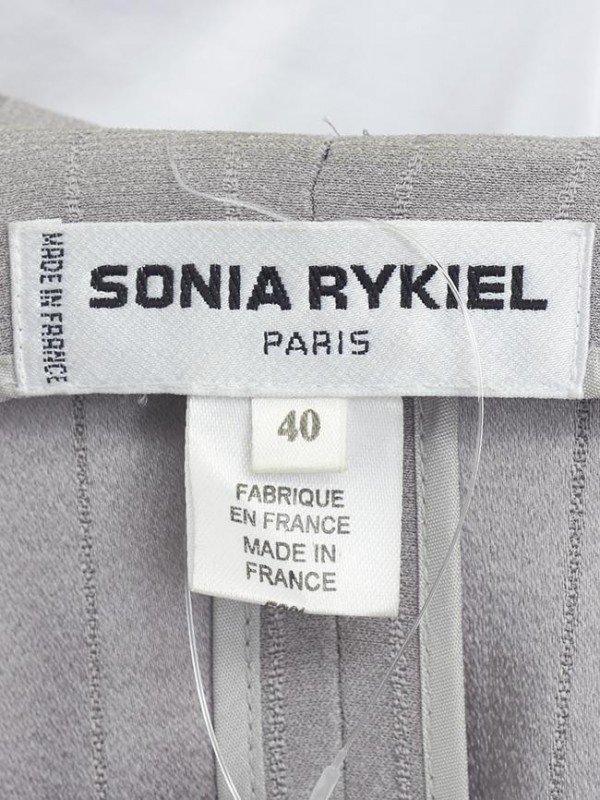 MADE IN FRANCE
SONIA RYKIEL
PARIS
40
FABRIQUE
EN FRANCE
MADE IN
FRANCE